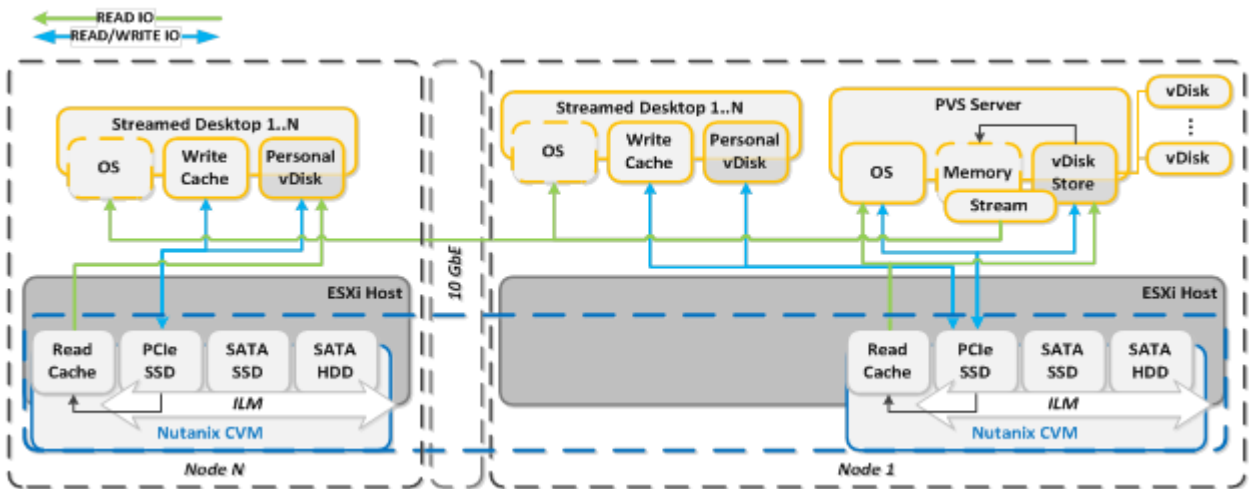 READ IO
READ/WRITE IO
Streamed Desktop 1..N
OS
Write
Cache
Personal
vDisk
ESXi Host
Read
Cache
PCIe
SSD
SATA
SSD
SATA
HDD
ILM
Nutanix CVM
Node N
10 GbE
Streamed Desktop 1..N
OS
Write
Cache
Personal
vDisk
PVS Server
OS
Memory
Stream
vDisk
Store
vDisk
⋮
vDisk
ESXi Host
Read
Cache
PCIe
SSD
SATA
SSD
SATA
HDD
ILM
Nutanix CVM
Node 1